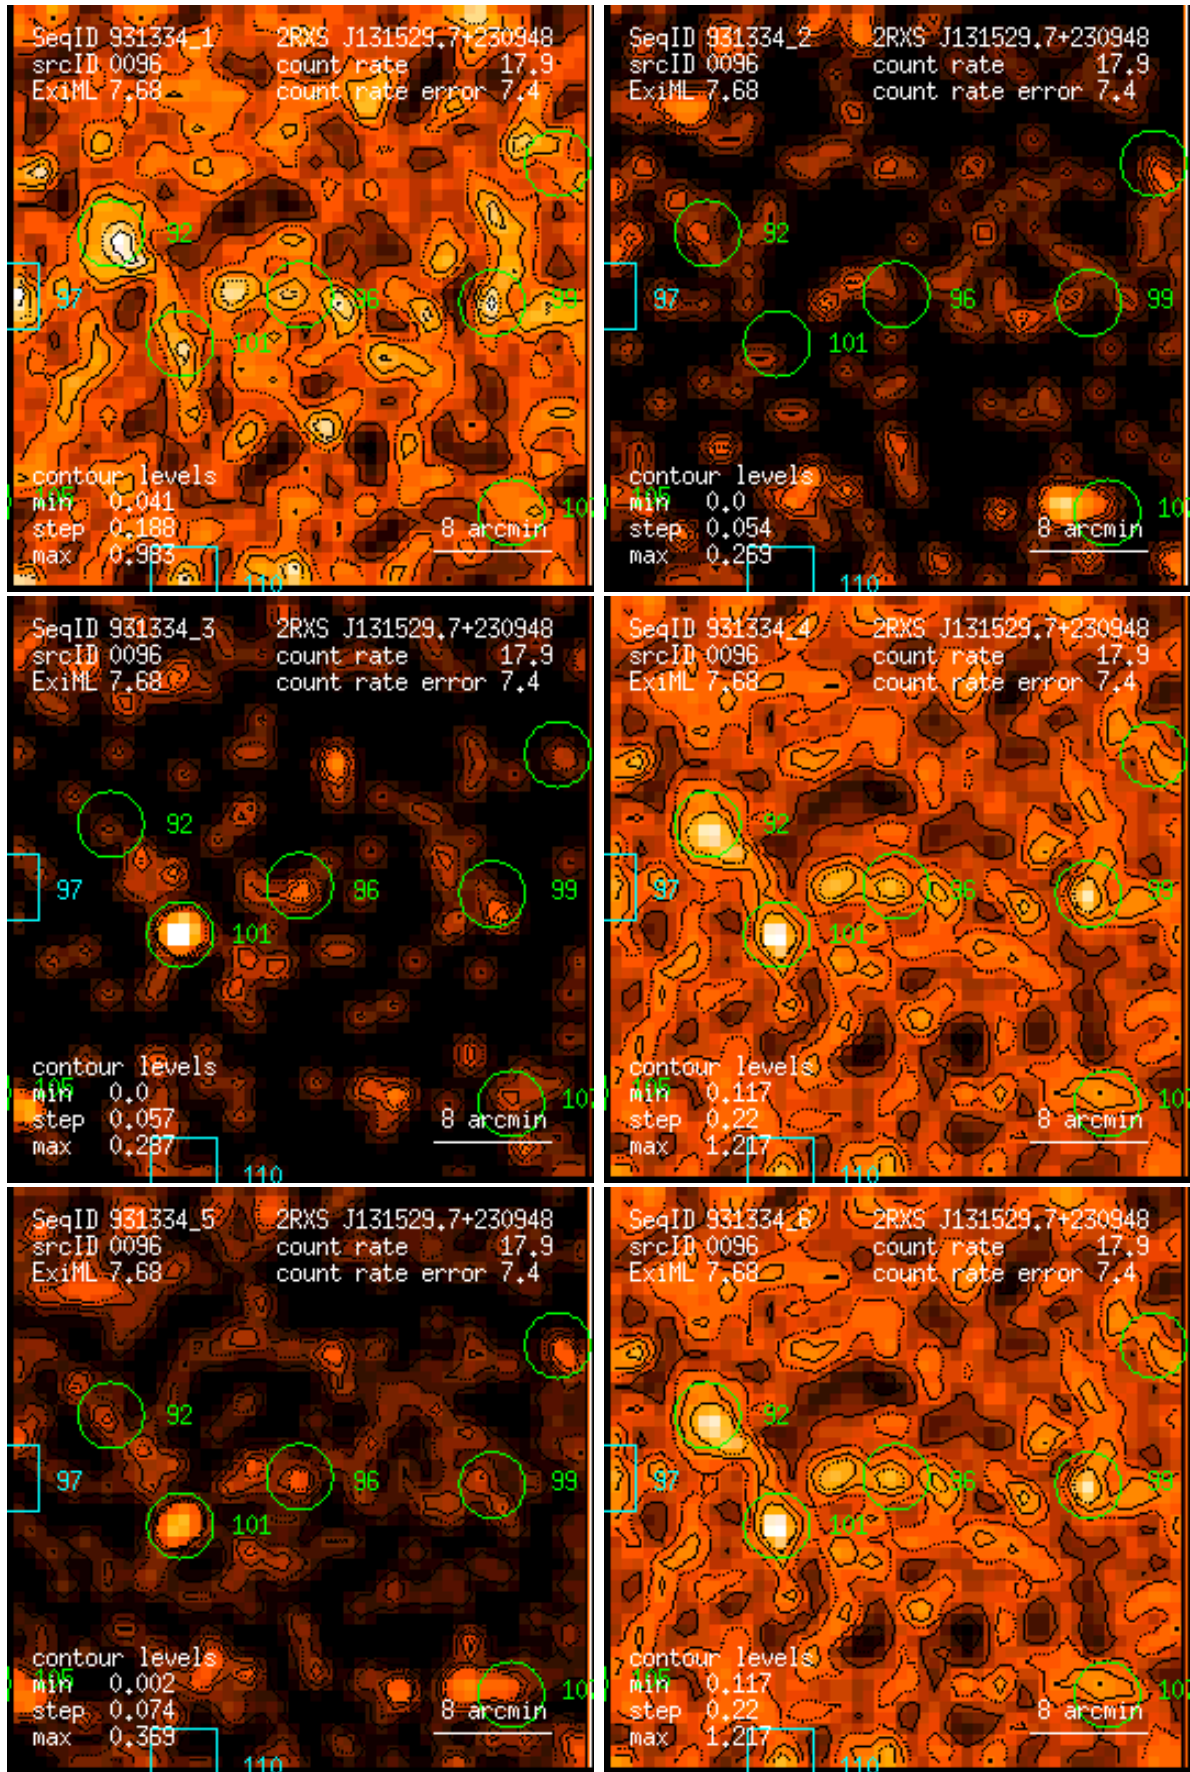 SeqID 931334_1 2RXS J131529.7+230948
srcID 0096 count rate 17.9
ExiML 7.68 count rate error 7.4
92
97 96 99
101
contour levels
105
min 0.041
step 0.188 8 arcmin
max 0.983
110
SeqID 931334_2 2RXS J131529.7+230948
srcID 0096 count rate 17.9
ExiML 7.68 count rate error 7.4
92
97 96 99
101
contour levels
105
min 0.0
step 0.054 8 arcmin
max 0.269
110
SeqID 931334_3 2RXS J131529.7+230948
srcID 0096 count rate 17.9
ExiML 7.68 count rate error 7.4
92
97 96 99
101
contour levels
105
min 0.0
step 0.057 8 arcmin
max 0.287
110
SeqID 931334_4 2RXS J131529.7+230948
srcID 0096 count rate 17.9
ExiML 7.68 count rate error 7.4
92
97 96 99
101
contour levels
105
min 0.117
step 0.22 8 arcmin
max 1.217
110
SeqID 931334_5 2RXS J131529.7+230948
srcID 0096 count rate 17.9
ExiML 7.68 count rate error 7.4
92
97 96 99
101
contour levels
105
min 0.002
step 0.074 8 arcmin
max 0.369
110
SeqID 931334_6 2RXS J131529.7+230948
srcID 0096 count rate 17.9
ExiML 7.68 count rate error 7.4
92
97 96 99
101
contour levels
105
min 0.117
step 0.22 8 arcmin
max 1.217
110